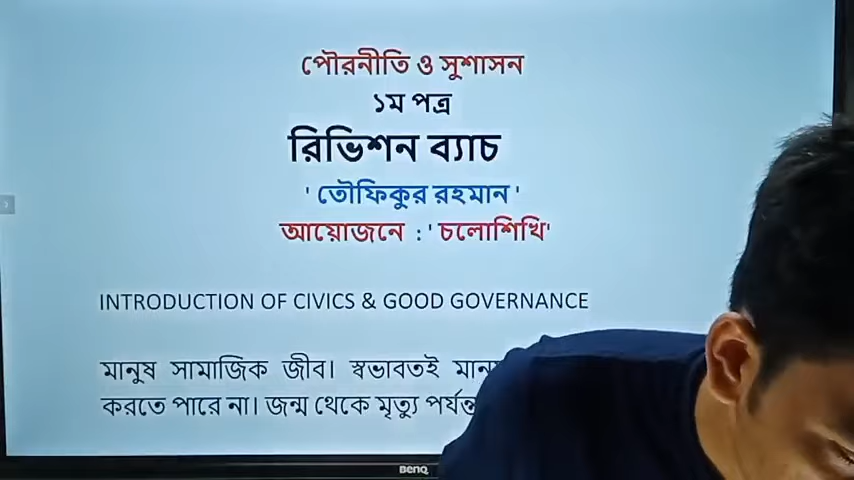 পৌরনীতি ও সুশাসন
১ম পত্র
রিভিশন ব্যাচ
' তৌফিকুর রহমান '
আয়োজনে : ' চলোশিখি'
INTRODUCTION OF CIVICS & GOOD GOVERNANCE
মানুষ সামাজিক জীব। স্বভাবতই
করতে পারে না। জন্ম থেকে মৃত্যু পর্যন্ত
BENQ